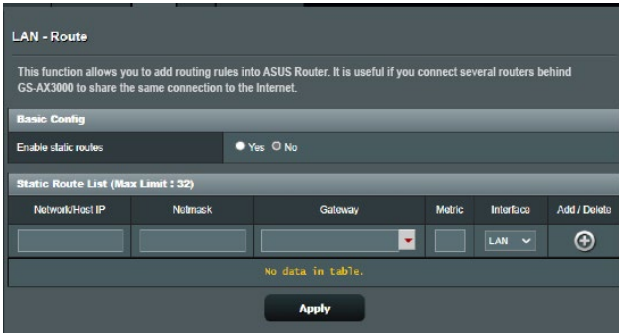 LAN - Route
This function allows you to add routing rules into ASUS Router. It is useful if you connect several routers behind
GS-AX3000 to share the same connection to the Internet.
Basic Config
Enable static routes Yes No
Static Route List (Max Limit : 32)
Network/Host IP Netmask Gateway Metric Interface Add / Delete
LAN
No data in table.
Apply